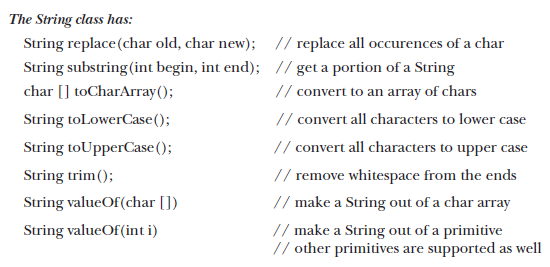 The String class has:
String replace(char old, char new); // replace all occurences of a char
String substring(int begin, int end); // get a portion of a String
char [] toCharArray(); // convert to an array of chars
String toLowerCase(); // convert all characters to lower case
String toUpperCase(); // convert all characters to upper case
String trim(); // remove whitespace from the ends
String valueOf(char []) // make a String out of a char array
String valueOf(int i) // make a String out of a primitive
// other primitives are supported as well